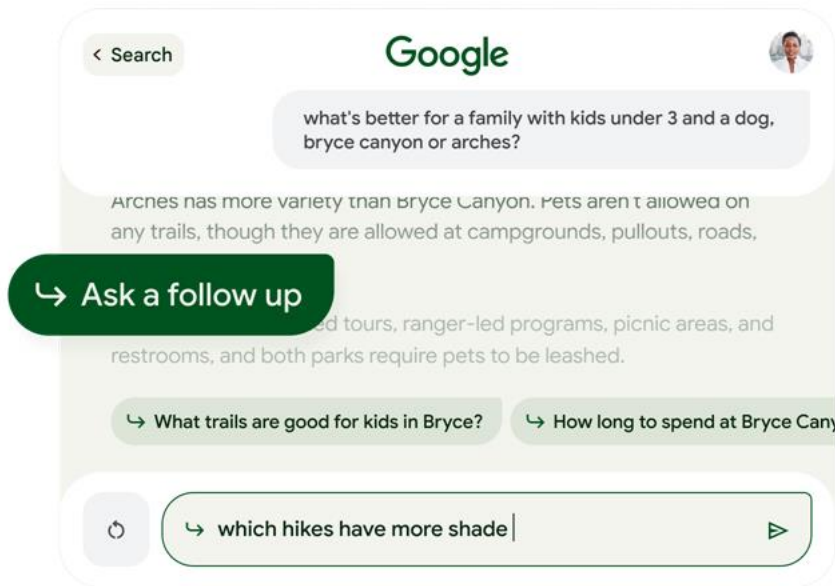 Search
Google
what's better for a family with kids under 3 and a dog,
bryce canyon or arches?
Arches has more variety than Bryce Canyon. Pets aren't allowed on
any trails, though they are allowed at campgrounds, pullouts, roads,
Ask a follow up
tours, ranger-led programs, picnic areas, and
restrooms, and both parks require pets to be leashed.
What trails are good for kids in Bryce?
How long to spend at Bryce
which hikes have more shade